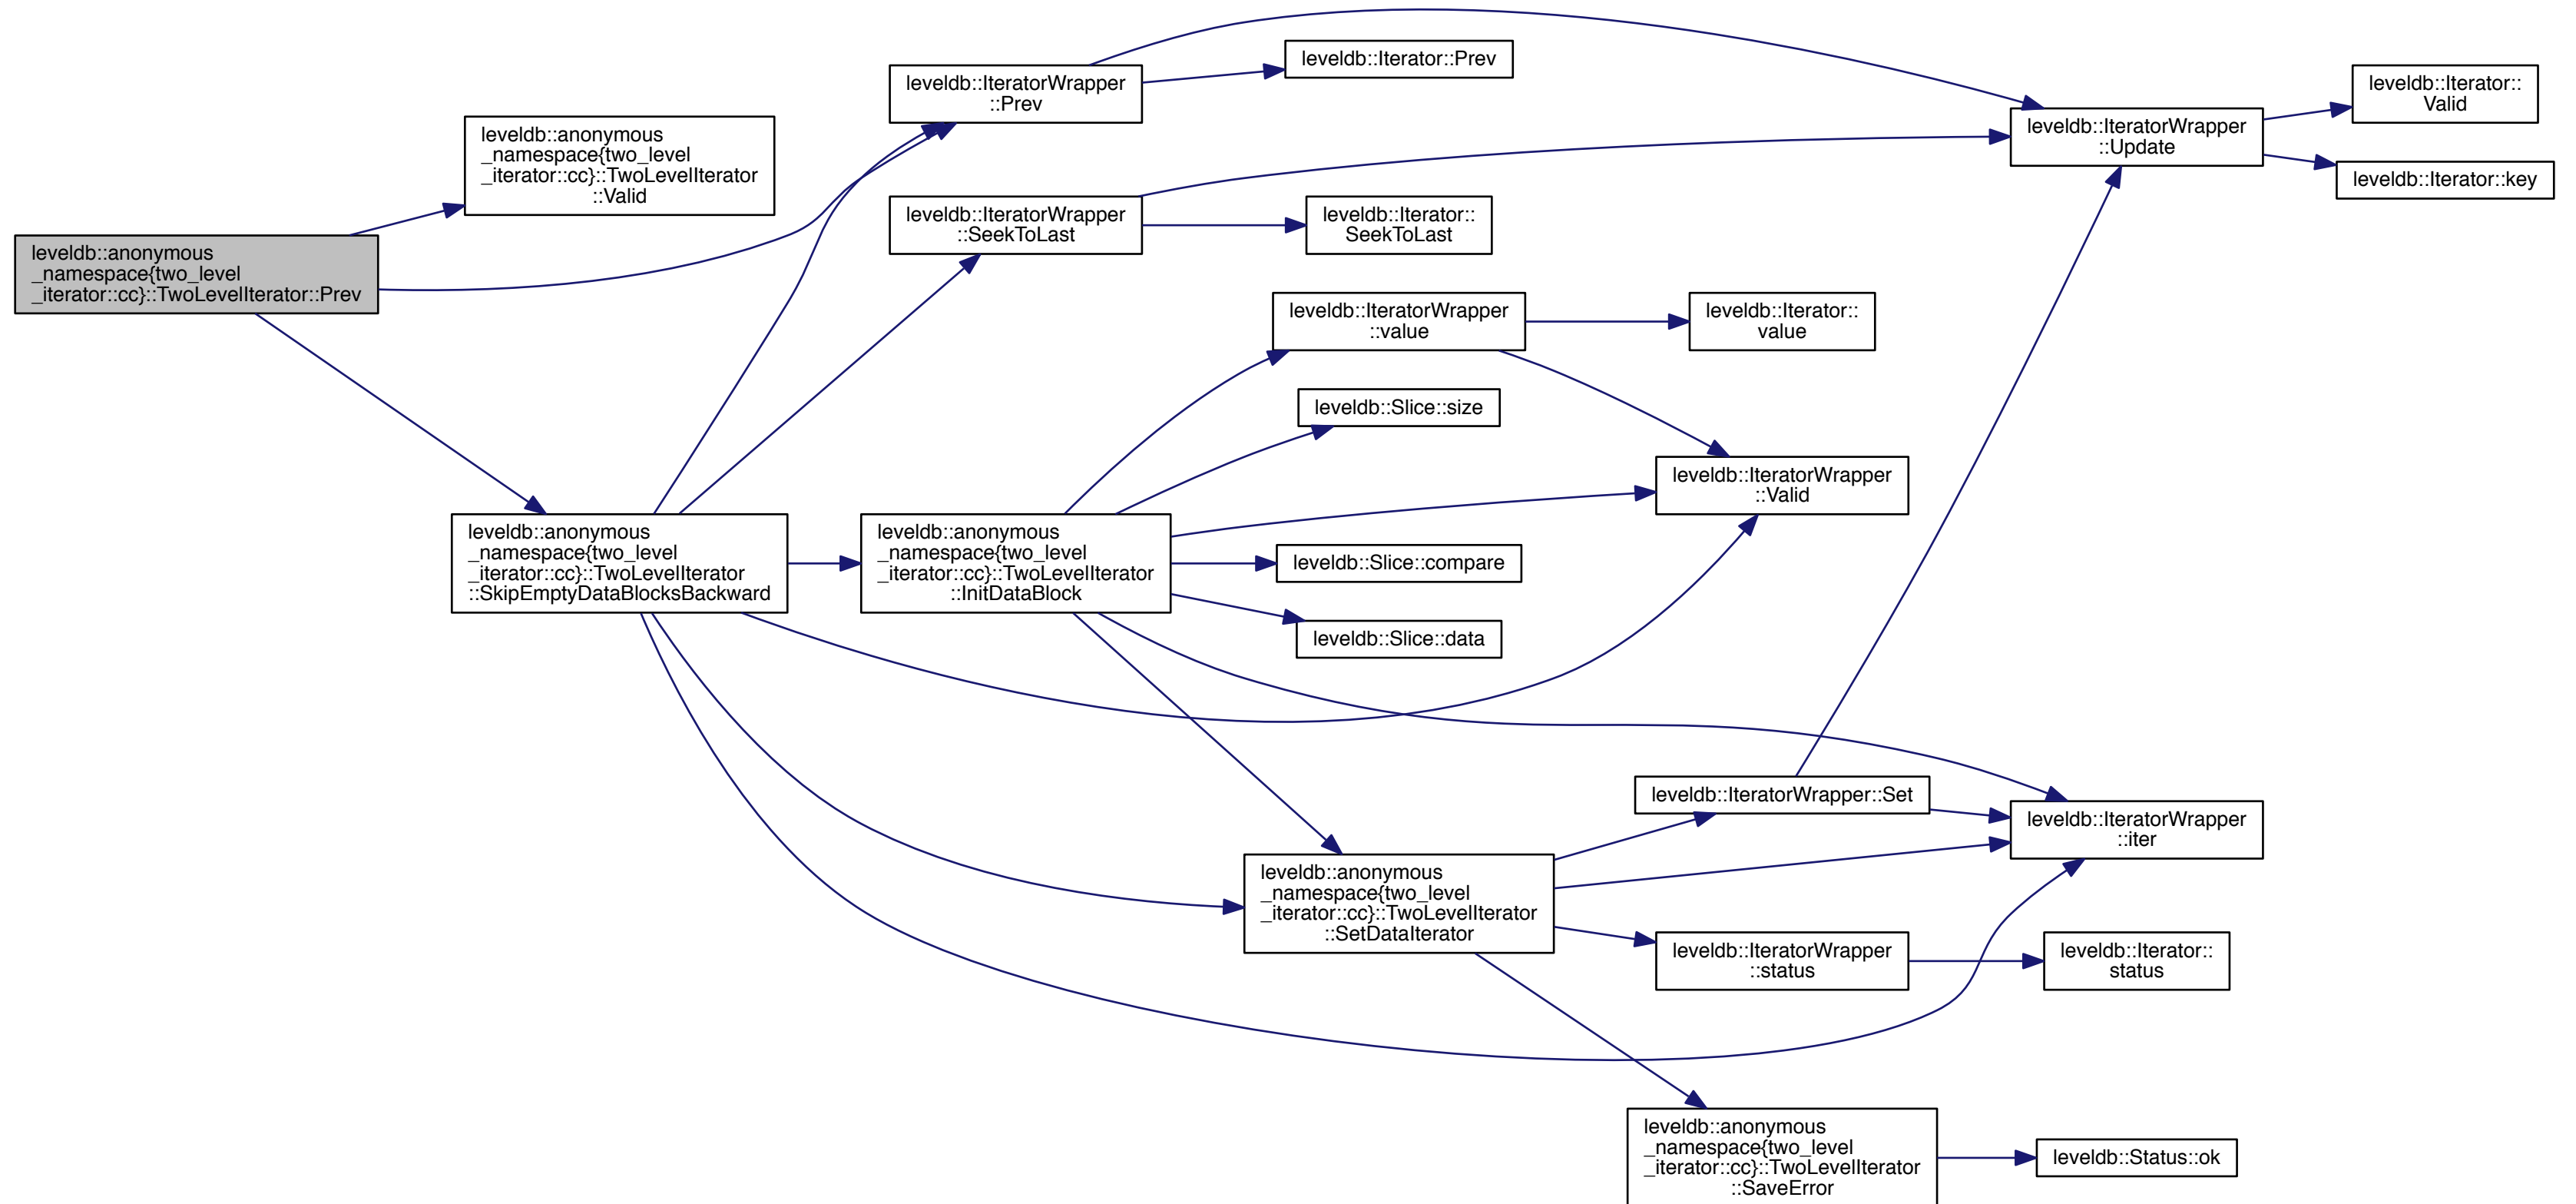 leveldb::anonymous
_namespace{two_level
_iterator::cc}::TwoLevelIterator::Prev
leveldb::anonymous
_namespace{two_level
_iterator::cc}::TwoLevelIterator
::Valid
leveldb::anonymous
_namespace{two_level
_iterator::cc}::TwoLevelIterator
::SkipEmptyDataBlocksBackward
leveldb::IteratorWrapper
::Prev
leveldb::IteratorWrapper
::SeekToLast
leveldb::anonymous
_namespace{two_level
_iterator::cc}::TwoLevelIterator
::InitDataBlock
leveldb::Iterator::Prev
leveldb::Iterator::
SeekToLast
leveldb::IteratorWrapper
::value
leveldb::Slice::size
leveldb::Slice::compare
leveldb::Slice::data
leveldb::anonymous
_namespace{two_level
_iterator::cc}::TwoLevelIterator
::SetDataIterator
leveldb::Iterator::
value
leveldb::IteratorWrapper
::Valid
leveldb::IteratorWrapper::Set
leveldb::IteratorWrapper
::status
leveldb::anonymous
_namespace{two_level
_iterator::cc}::TwoLevelIterator
::SaveError
leveldb::IteratorWrapper
::Update
leveldb::IteratorWrapper
::iter
leveldb::Iterator::
status
leveldb::Status::ok
leveldb::Iterator::
Valid
leveldb::Iterator::key